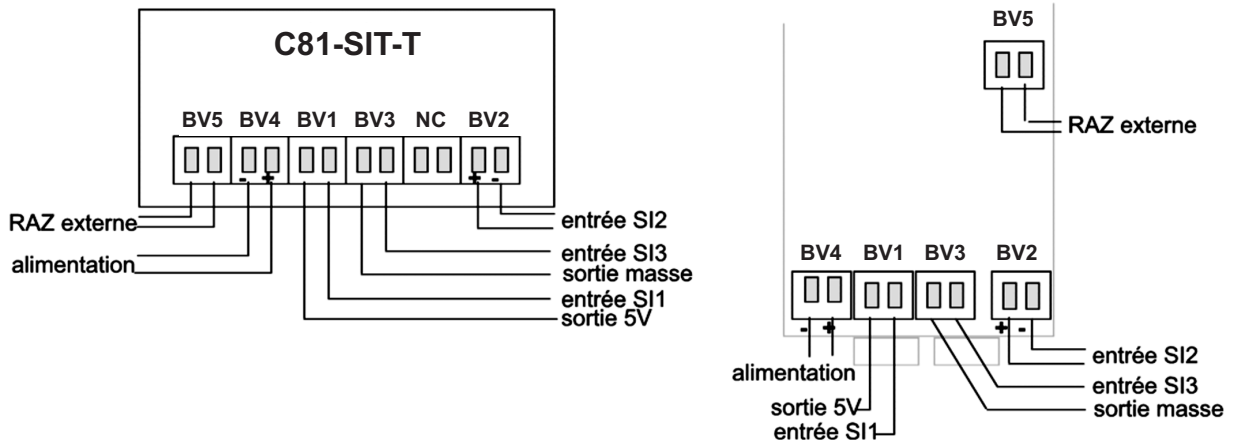 C81-SIT-T
BV5 BV4 BV1 BV3 NC BV2
- + + -
RAZ externe
alimentation
entrée SI2
entrée SI3
sortie masse
entrée SI1
sortie 5V
BV5
RAZ externe
BV4 BV1 BV3 BV2
- + + -
alimentation
sortie 5V
entrée SI1
entrée SI2
entrée SI3
sortie masse